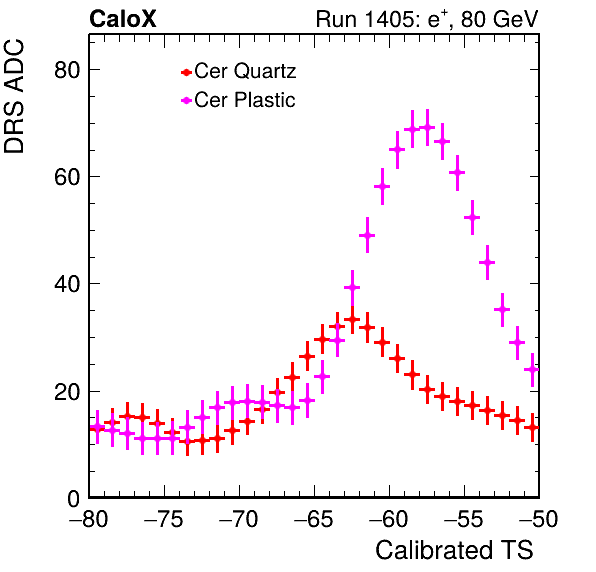 CaloX Run 1405: e⁺, 80 GeV
DRS ADC
Cer Quartz
Cer Plastic
80
60
40
20
0
−80 −75 −70 −65 −60 −55 −50
Calibrated TS